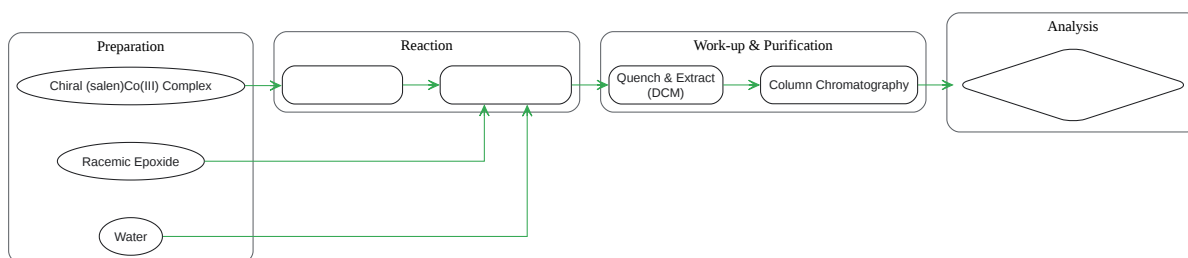 Preparation
Chiral (salen)Co(III) Complex
Racemic Epoxide
Water
Reaction
Work-up & Purification
Quench & Extract
(DCM)
Column Chromatography
Analysis